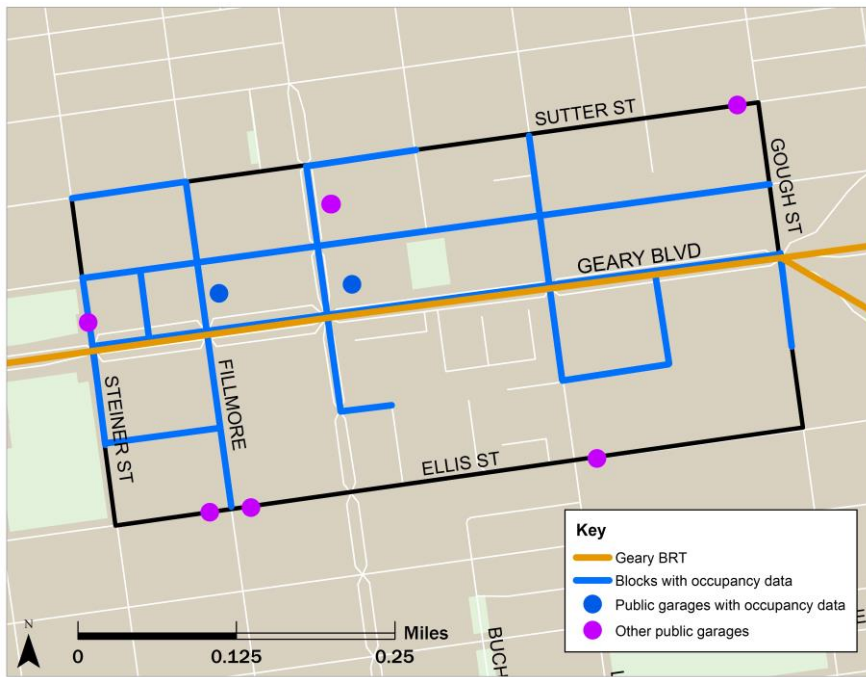 SUTTER ST
GOUGH ST
GEARY BLVD
STEINER ST
FILLMORE
ELLIS ST
Key
Geary BRT
Blocks with occupancy data
Public garages with occupancy data
Other public garages
N
Miles
0
0.125
0.25
BUCH